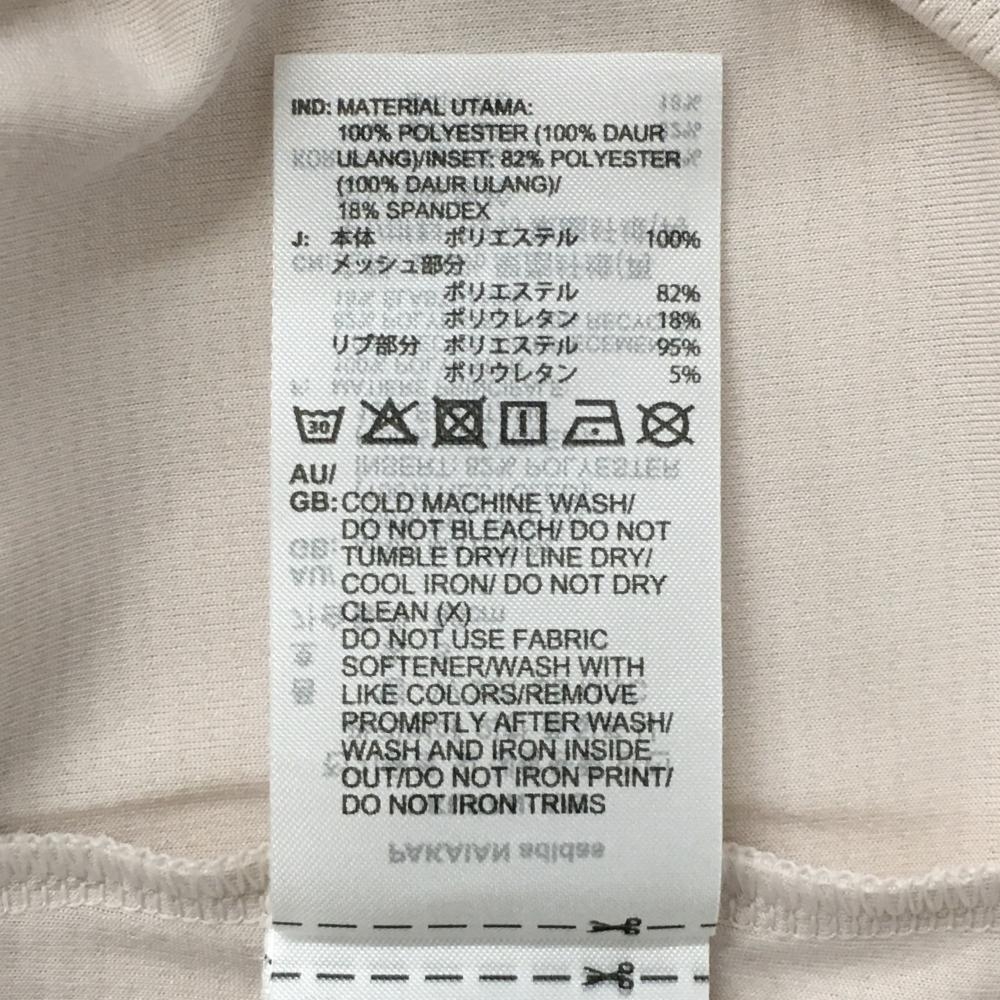 IND: MATERIAL UTAMA:
100% POLYESTER (100% DAUR
ULANG)/INSET: 82% POLYESTER
(100% DAUR ULANG)/
18% SPANDEX
J: 本体 ポリエステル 100%
メッシュ部分
ポリエステル 82%
ポリウレタン 18%
リブ部分 ポリエステル 95%
ポリウレタン 5%
30
AU/
GB: COLD MACHINE WASH/
DO NOT BLEACH/ DO NOT
TUMBLE DRY/ LINE DRY/
COOL IRON/ DO NOT DRY
CLEAN (X)
DO NOT USE FABRIC
SOFTENER/WASH WITH
LIKE COLORS/REMOVE
PROMPTLY AFTER WASH/
WASH AND IRON INSIDE
OUT/DO NOT IRON PRINT/
DO NOT IRON TRIMS
PAKAIAN adidas